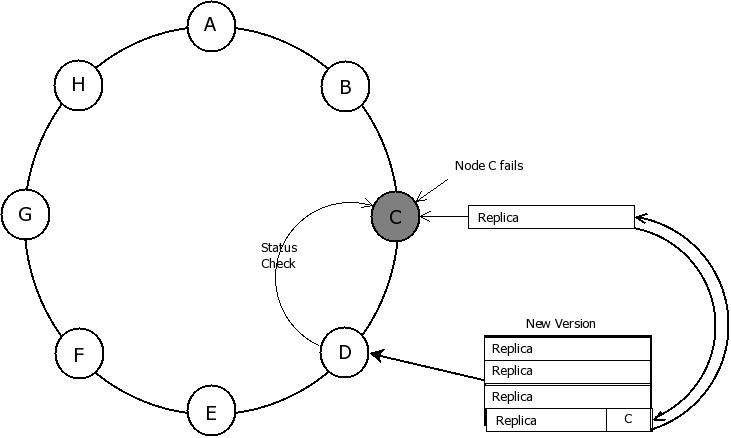 A
H
B
Node C fails
G
C
Replica
Status
Check
New Version
F
D
Replica
Replica
Replica
E
Replica
C